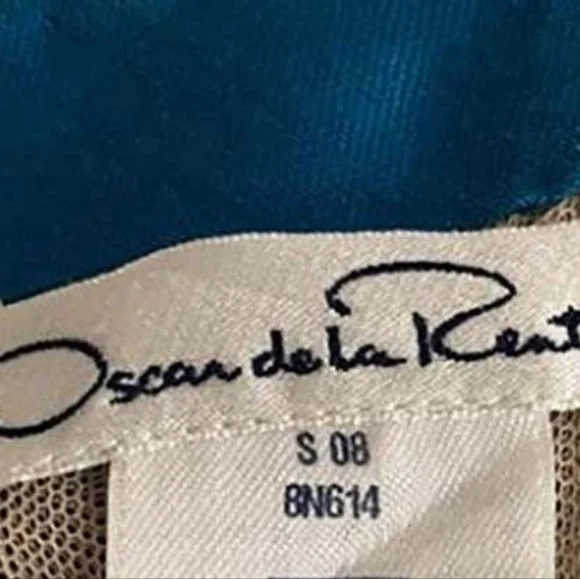 Oscar de la Rent
S 08
8N614